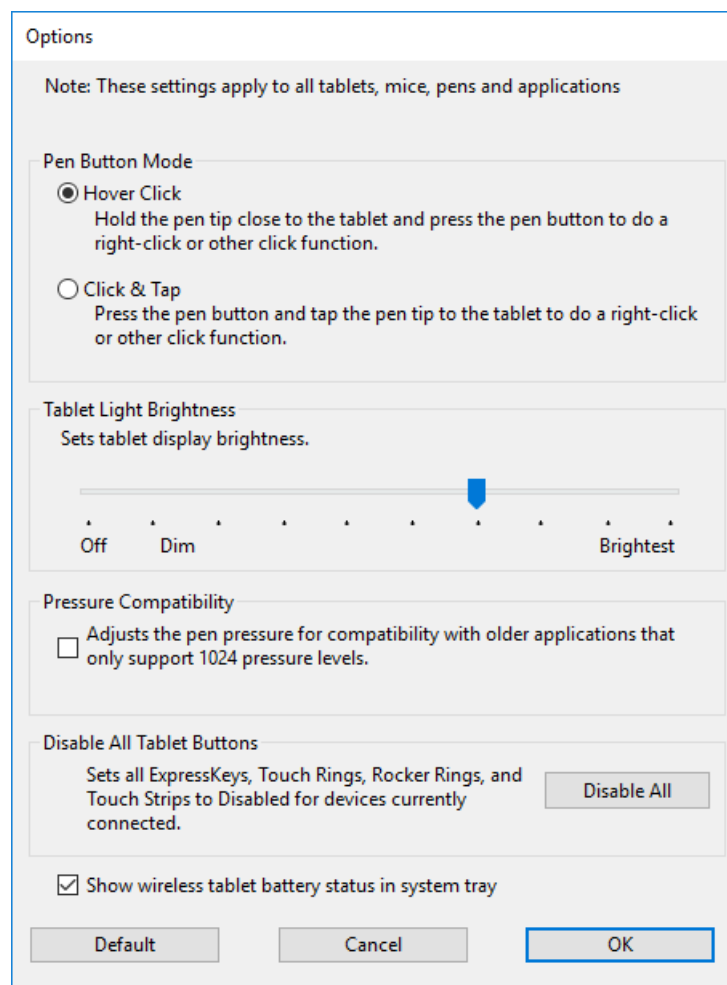 Options
Note: These settings apply to all tablets, mice, pens and applications
Pen Button Mode
Hover Click
Hold the pen tip close to the tablet and press the pen button to do a
right-click or other click function.
Click & Tap
Press the pen button and tap the pen tip to the tablet to do a right-click
or other click function.
Tablet Light Brightness
Sets tablet display brightness.
Off Dim Brightest
Pressure Compatibility
Adjusts the pen pressure for compatibility with older applications that
only support 1024 pressure levels.
Disable All Tablet Buttons
Sets all ExpressKeys, Touch Rings, Rocker Rings, and
Touch Strips to Disabled for devices currently
connected.
Disable All
Show wireless tablet battery status in system tray
Default Cancel OK